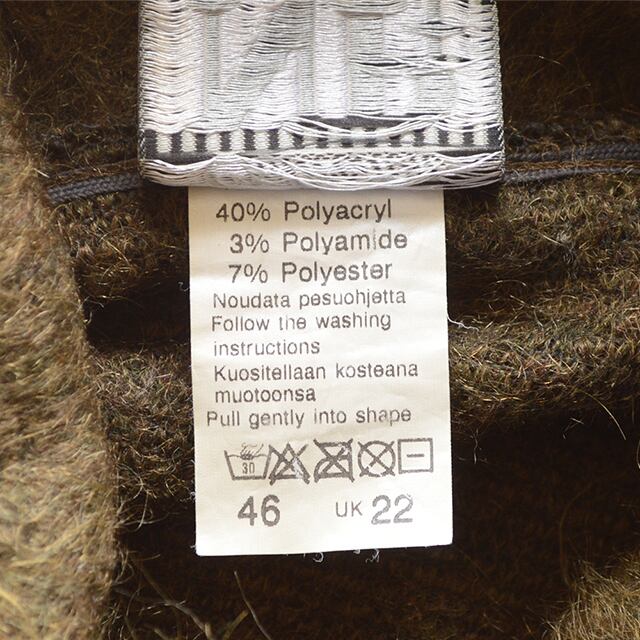 40% Polyacryl
3% Polyamide
7% Polyester
Noudata pesuohjetta
Follow the washing
instructions
Kuositellaan kosteana
muotoonsa
Pull gently into shape
30
46 UK 22